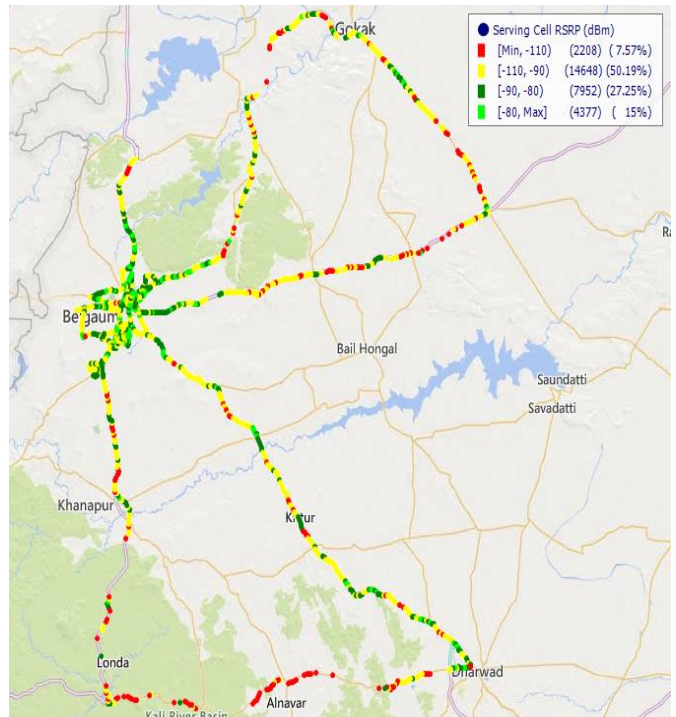 Gokak
Serving Cell RSRP (dBm)
[Min, -110) (2208) ( 7.57%)
[-110, -90) (14648) (50.19%)
[-90, -80) (7952) (27.25%)
[-80, Max] (4377) ( 15%)
Ra
Belgaum
Bail Hongal
Saundatti
Savadatti
Khanapur
Kittur
Londa
Dharwad
Alnavar
Kali River Basin